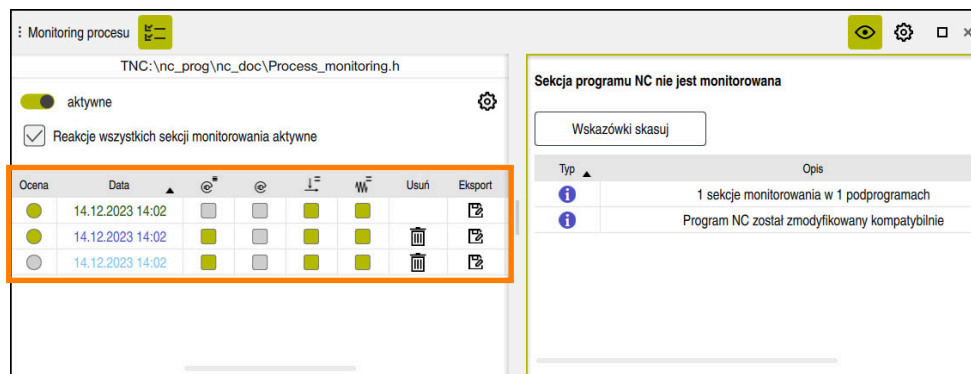 Monitoring procesu
TNC:\nc_prog\nc_doc\Process_monitoring.h
aktywne
Reakcje wszystkich sekcji monitorowania aktywne
Ocena Data Usuń Eksport
14.12.2023 14:02
14.12.2023 14:02
14.12.2023 14:02
Sekcja programu NC nie jest monitorowana
Wskazówki skasuj
Typ Opis
1 sekcje monitorowania w 1 podprogramach
Program NC został zmodyfikowany kompatybilnie